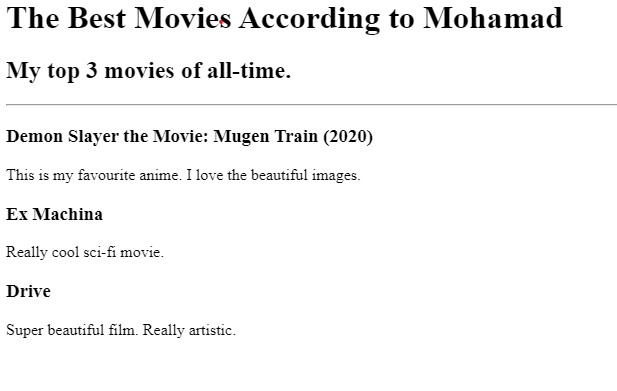 The Best Movies According to Mohamad
My top 3 movies of all-time.
Demon Slayer the Movie: Mugen Train (2020)
This is my favourite anime. I love the beautiful images.
Ex Machina
Really cool sci-fi movie.
Drive
Super beautiful film. Really artistic.